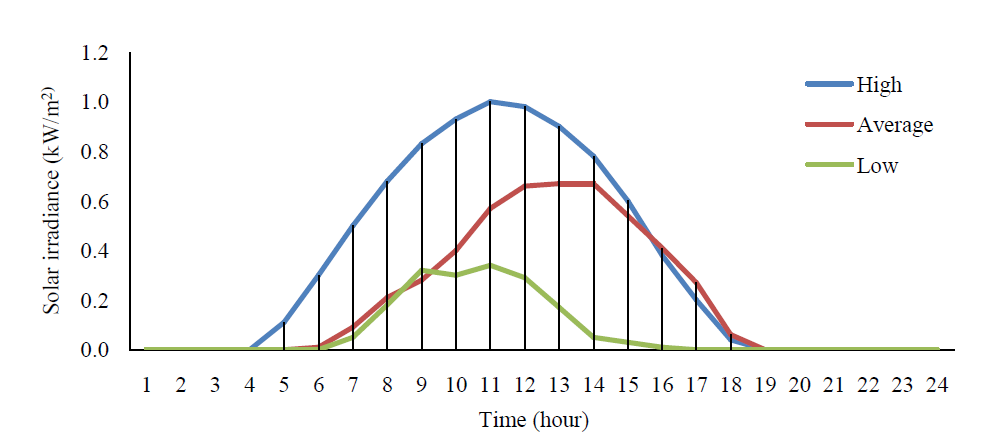 Solar irradiance (kW/m²)
1.2
1.0
0.8
0.6
0.4
0.2
0.0
High
Average
Low
1 2 3 4 5 6 7 8 9 10 11 12 13 14 15 16 17 18 19 20 21 22 23 24
Time (hour)